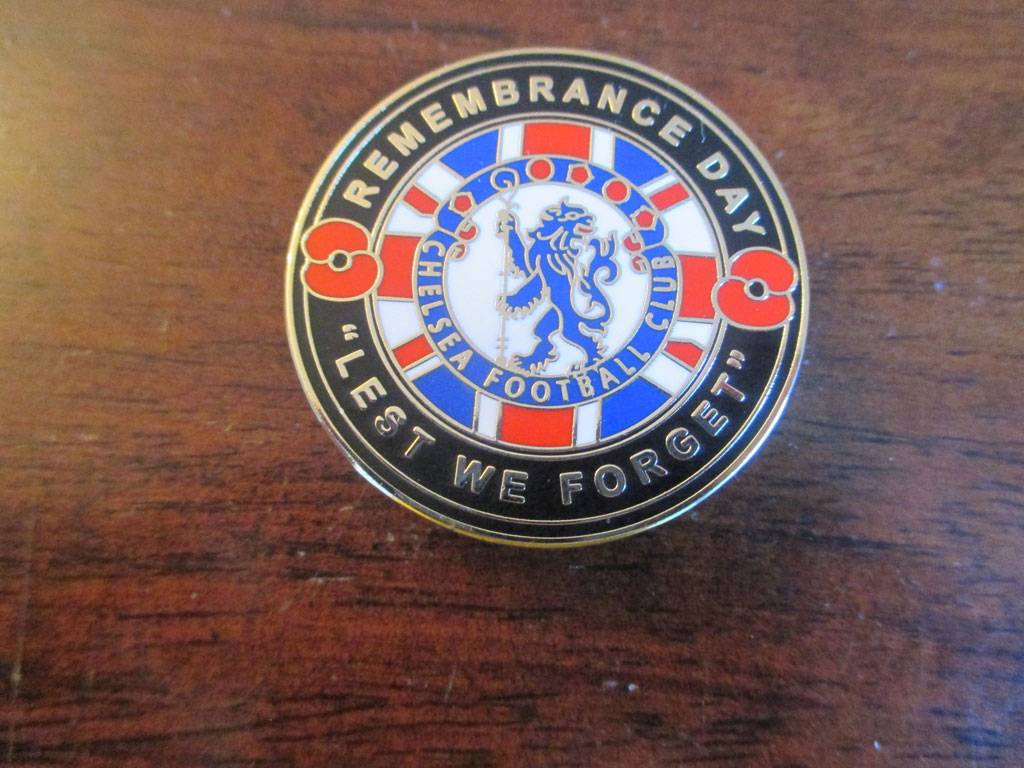 REMEMBRANCE DAY
CHELSEA FOOTBALL CLUB
"LEST WE FORGET"